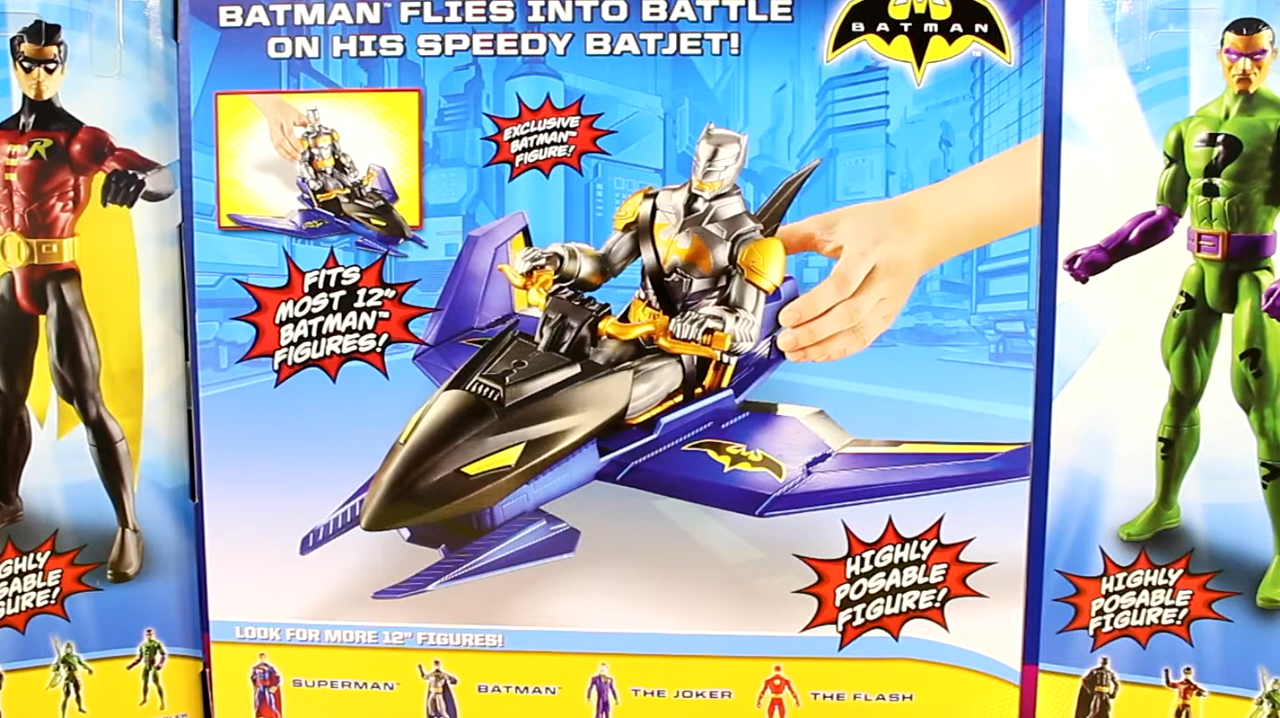 BATMAN™ FLIES INTO BATTLE
ON HIS SPEEDY BATJET!
BATMAN
EXCLUSIVE
BATMAN™
FIGURE!
FITS
MOST 12"
BATMAN™
FIGURES!
R
?
HIGHLY
POSABLE
FIGURE!
HIGHLY
POSABLE
FIGURE!
GHLY
SABLE
GURE!
LOOK FOR MORE 12" FIGURES!
SUPERMAN™
BATMAN™
THE JOKER
THE FLASH